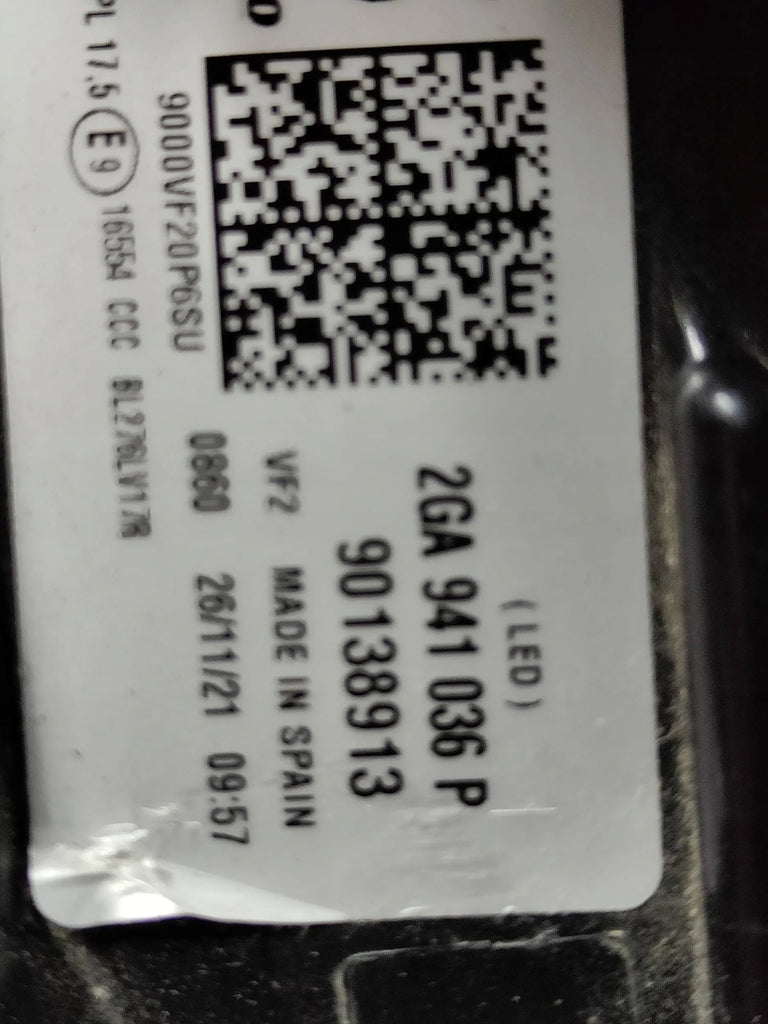 (LED)
2GA 941 036 P
90138913
VF2 MADE IN SPAIN
0860 26/11/21 09:57
9000VF20P6SU
PL 17.5 E9 16554 CCC BL276LV17R